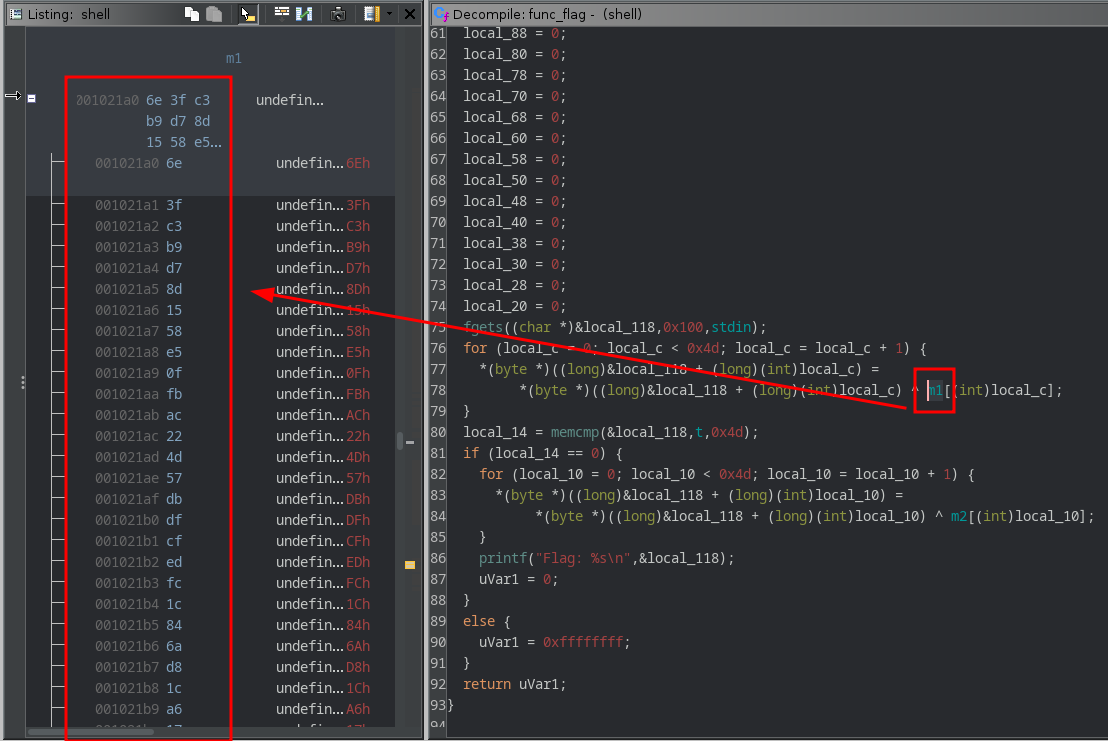 Listing: shell
m1
001021a0 6e 3f c3 undefin...
b9 d7 8d
15 58 e5...
001021a0 6e undefin... 6Eh
001021a1 3f undefin... 3Fh
001021a2 c3 undefin... C3h
001021a3 b9 undefin... B9h
001021a4 d7 undefin... D7h
001021a5 8d undefin... 8Dh
001021a6 15 undefin... 15h
001021a7 58 undefin... 58h
001021a8 e5 undefin... E5h
001021a9 0f undefin... 0Fh
001021aa fb undefin... FBh
001021ab ac undefin... ACh
001021ac 22 undefin... 22h
001021ad 4d undefin... 4Dh
001021ae 57 undefin... 57h
001021af db undefin... DBh
001021b0 df undefin... DFh
001021b1 cf undefin... CFh
001021b2 ed undefin... EDh
001021b3 fc undefin... FCh
001021b4 1c undefin... 1Ch
001021b5 84 undefin... 84h
001021b6 6a undefin... 6Ah
001021b7 d8 undefin... D8h
001021b8 1c undefin... 1Ch
001021b9 a6 undefin... A6h
Decompile: func_flag - (shell)
61 local_88 = 0;
62 local_80 = 0;
63 local_78 = 0;
64 local_70 = 0;
65 local_68 = 0;
66 local_60 = 0;
67 local_58 = 0;
68 local_50 = 0;
69 local_48 = 0;
70 local_40 = 0;
71 local_38 = 0;
72 local_30 = 0;
73 local_28 = 0;
74 local_20 = 0;
75 fgets((char *)&local_118,0x100,stdin);
76 for (local_c = 0; local_c < 0x4d; local_c = local_c + 1) {
77 *(byte *)((long)&local_118 + (long)(int)local_c) =
78 *(byte *)((long)&local_118 + (long)(int)local_c) ^ m1[(int)local_c];
79 }
80 local_14 = memcmp(&local_118,t,0x4d);
81 if (local_14 == 0) {
82 for (local_10 = 0; local_10 < 0x4d; local_10 = local_10 + 1) {
83 *(byte *)((long)&local_118 + (long)(int)local_10) =
84 *(byte *)((long)&local_118 + (long)(int)local_10) ^ m2[(int)local_10];
85 }
86 printf("Flag: %s\n",&local_118);
87 uVar1 = 0;
88 }
89 else {
90 uVar1 = 0xffffffff;
91 }
92 return uVar1;
93 }
94